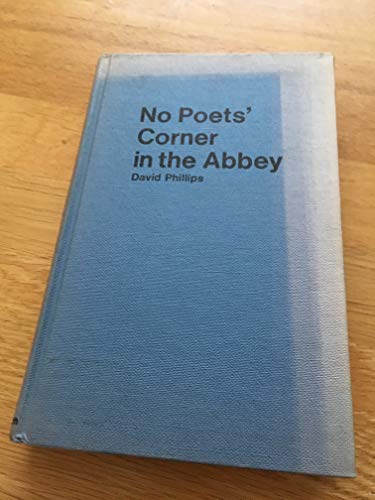 No Poets'
Corner
in the Abbey
David Phillips